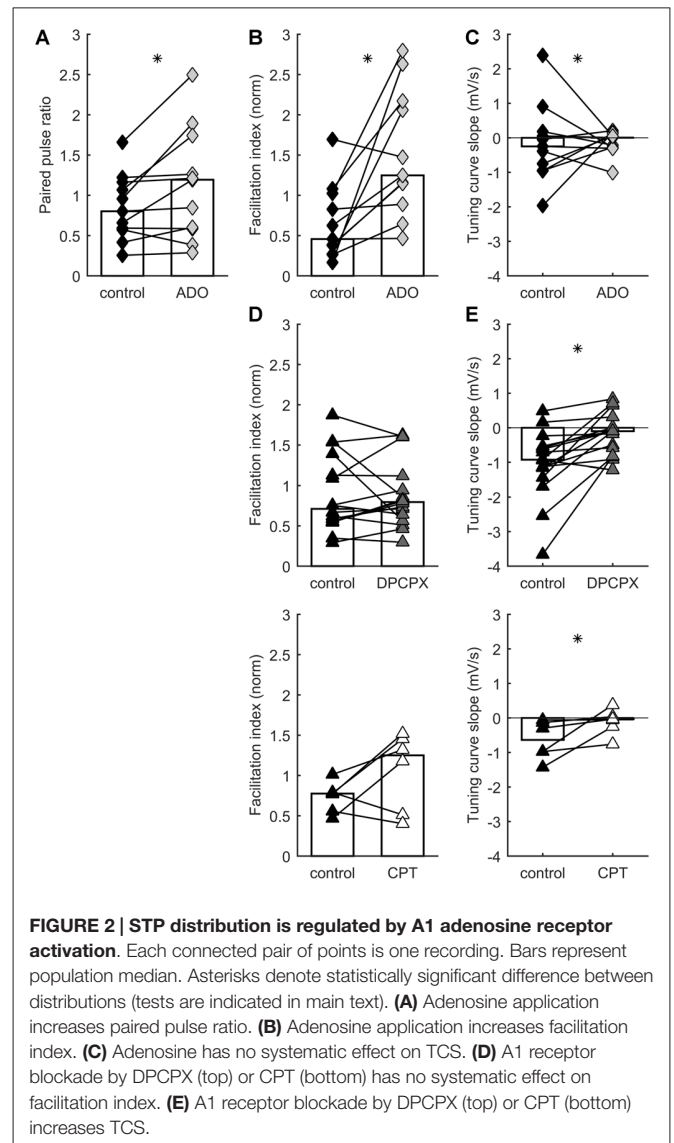 A
B
C
*
*
*
3
2.5
2
1.5
1
0.5
0
Paired pulse ratio
control
ADO
3
2.5
2
1.5
1
0.5
0
Facilitation index (norm)
control
ADO
3
2
1
0
-1
-2
-3
-4
Tuning curve slope (mV/s)
control
ADO
D
E
*
3
2.5
2
1.5
1
0.5
0
Facilitation index (norm)
control
DPCPX
3
2
1
0
-1
-2
-3
-4
Tuning curve slope (mV/s)
control
DPCPX
*
3
2.5
2
1.5
1
0.5
0
Facilitation index (norm)
control
CPT
3
2
1
0
-1
-2
-3
-4
Tuning curve slope (mV/s)
control
CPT
FIGURE 2 | STP distribution is regulated by A1 adenosine receptor
activation. Each connected pair of points is one recording. Bars represent
population median. Asterisks denote statistically significant difference between
distributions (tests are indicated in main text). (A) Adenosine application
increases paired pulse ratio. (B) Adenosine application increases facilitation
index. (C) Adenosine has no systematic effect on TCS. (D) A1 receptor
blockade by DPCPX (top) or CPT (bottom) has no systematic effect on
facilitation index. (E) A1 receptor blockade by DPCPX (top) or CPT (bottom)
increases TCS.